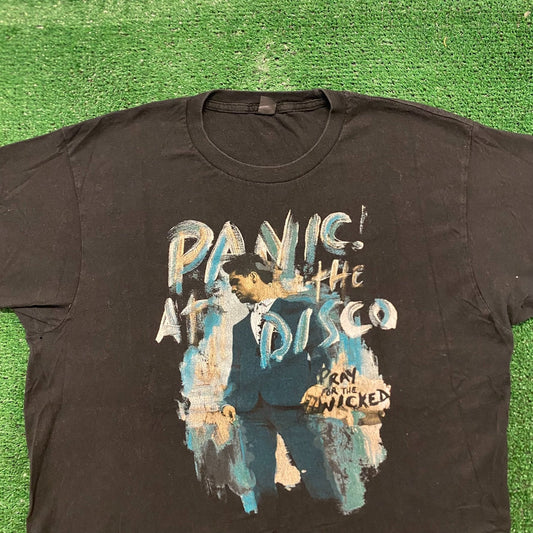 PANIC!
AT THE
DISCO
PRAY
FOR THE
WICKED